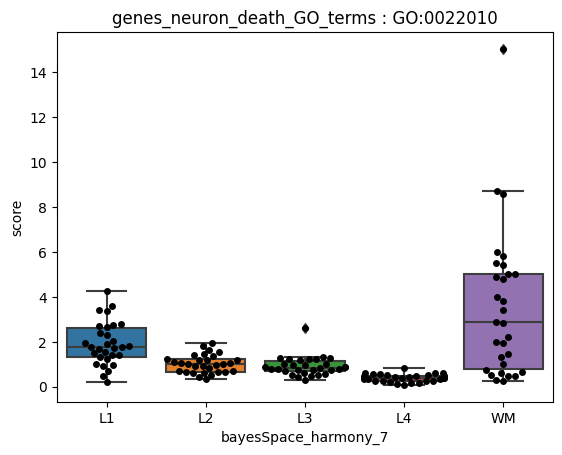 genes_neuron_death_GO_terms : GO:0022010
score
14
12
10
8
6
4
2
0
L1 L2 L3 L4 WM
bayesSpace_harmony_7